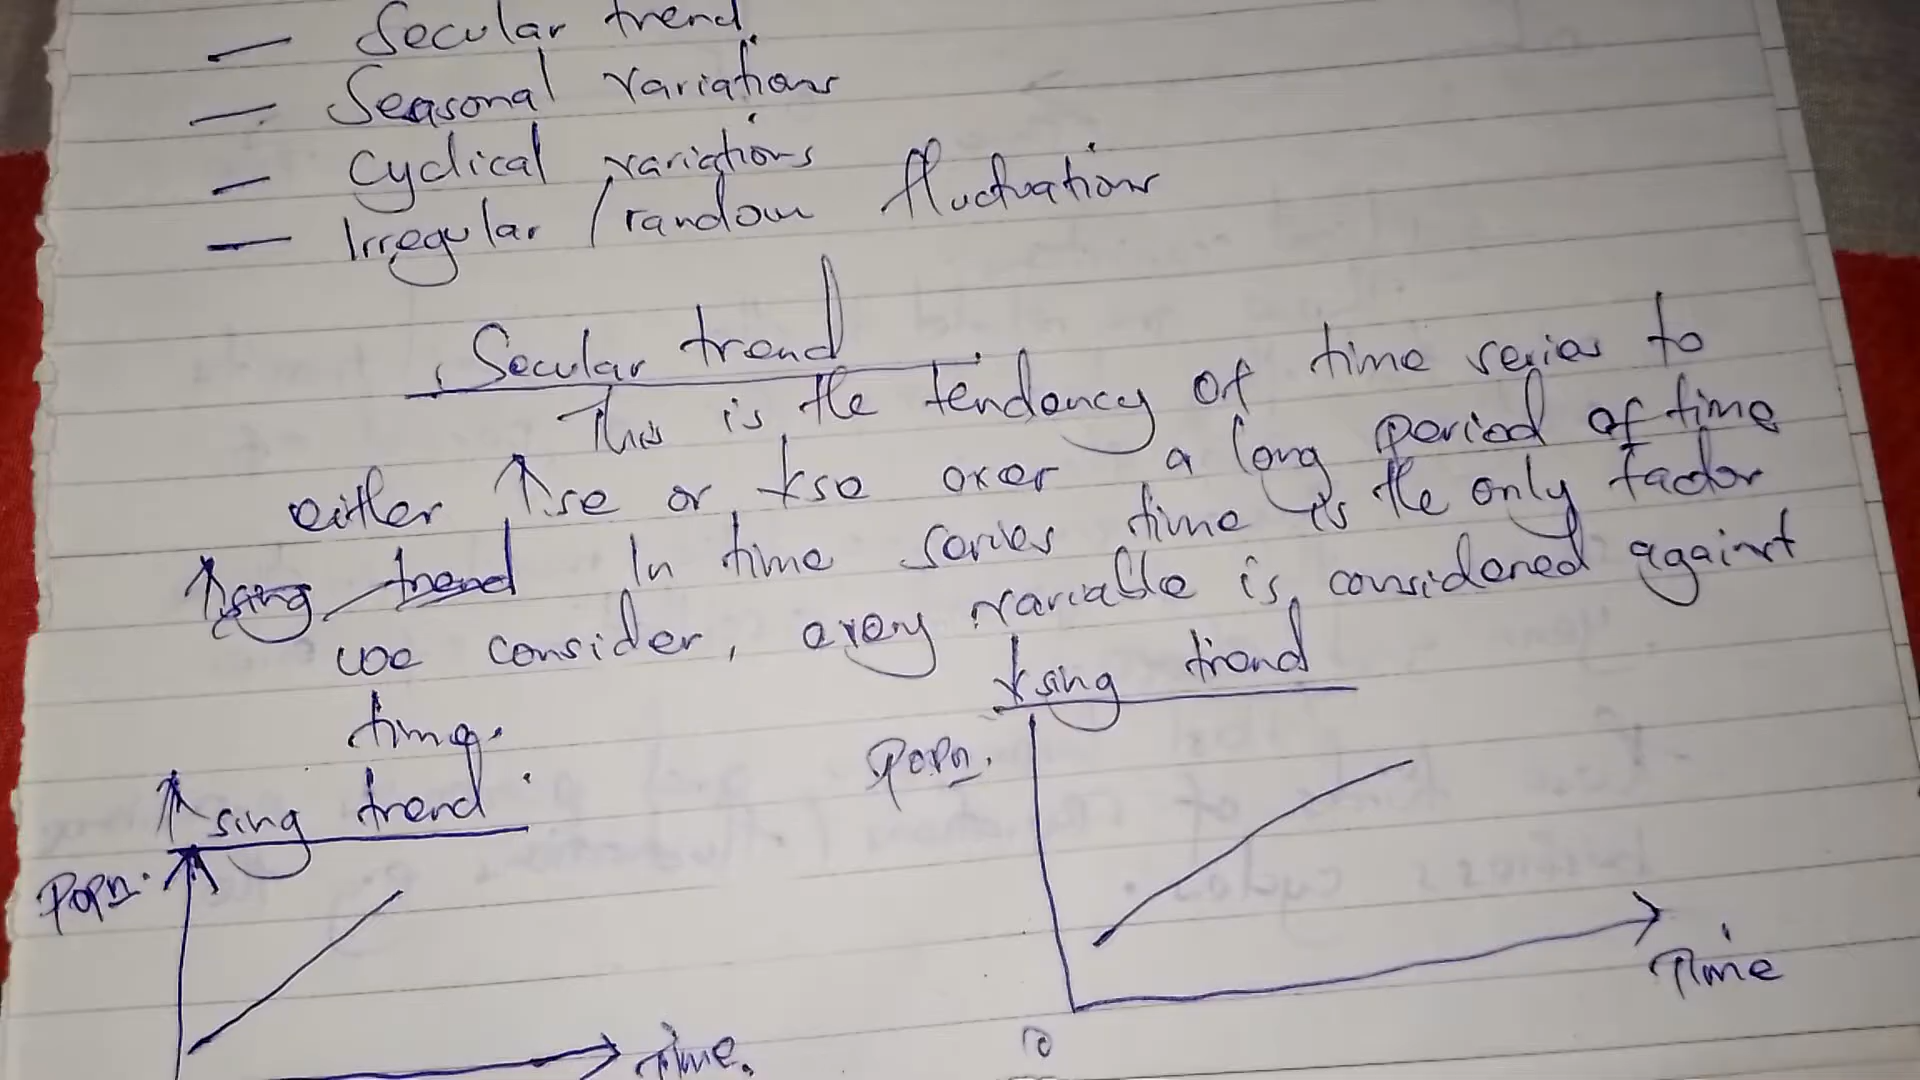 — Secular trend.
— Seasonal variations
— Cyclical variations
— Irregular / random fluctuations
Secular trend
This is the tendency of time series to
either ↑se or ↓se over a long period of time
↑sing trend In time series time is the only factor
we consider, every variable is considered against
time.
↓sing trend
Popn.
Time
↑sing trend
Popn.
Time.